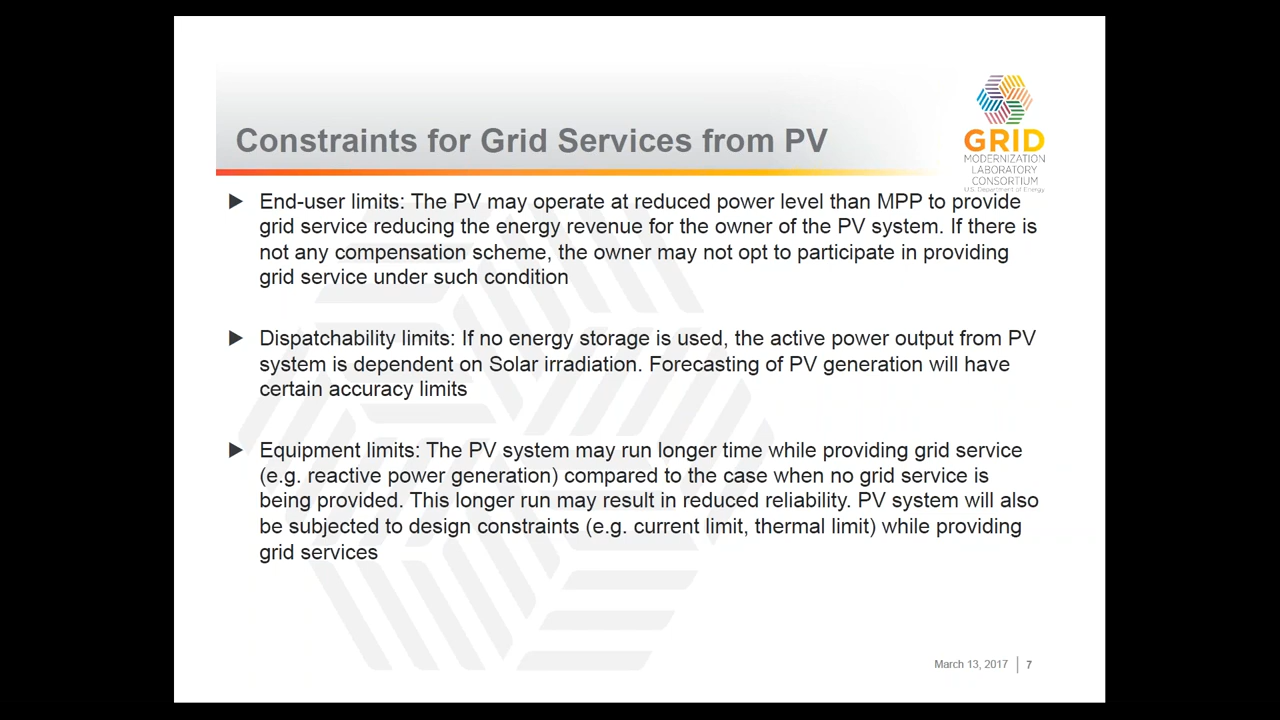 Constraints for Grid Services from PV
GRID
MODERNIZATION
LABORATORY
CONSORTIUM
U.S. Department of Energy
► End-user limits: The PV may operate at reduced power level than MPP to provide
grid service reducing the energy revenue for the owner of the PV system. If there is
not any compensation scheme, the owner may not opt to participate in providing
grid service under such condition
► Dispatchability limits: If no energy storage is used, the active power output from PV
system is dependent on Solar irradiation. Forecasting of PV generation will have
certain accuracy limits
► Equipment limits: The PV system may run longer time while providing grid service
(e.g. reactive power generation) compared to the case when no grid service is
being provided. This longer run may result in reduced reliability. PV system will also
be subjected to design constraints (e.g. current limit, thermal limit) while providing
grid services
March 13, 2017 | 7